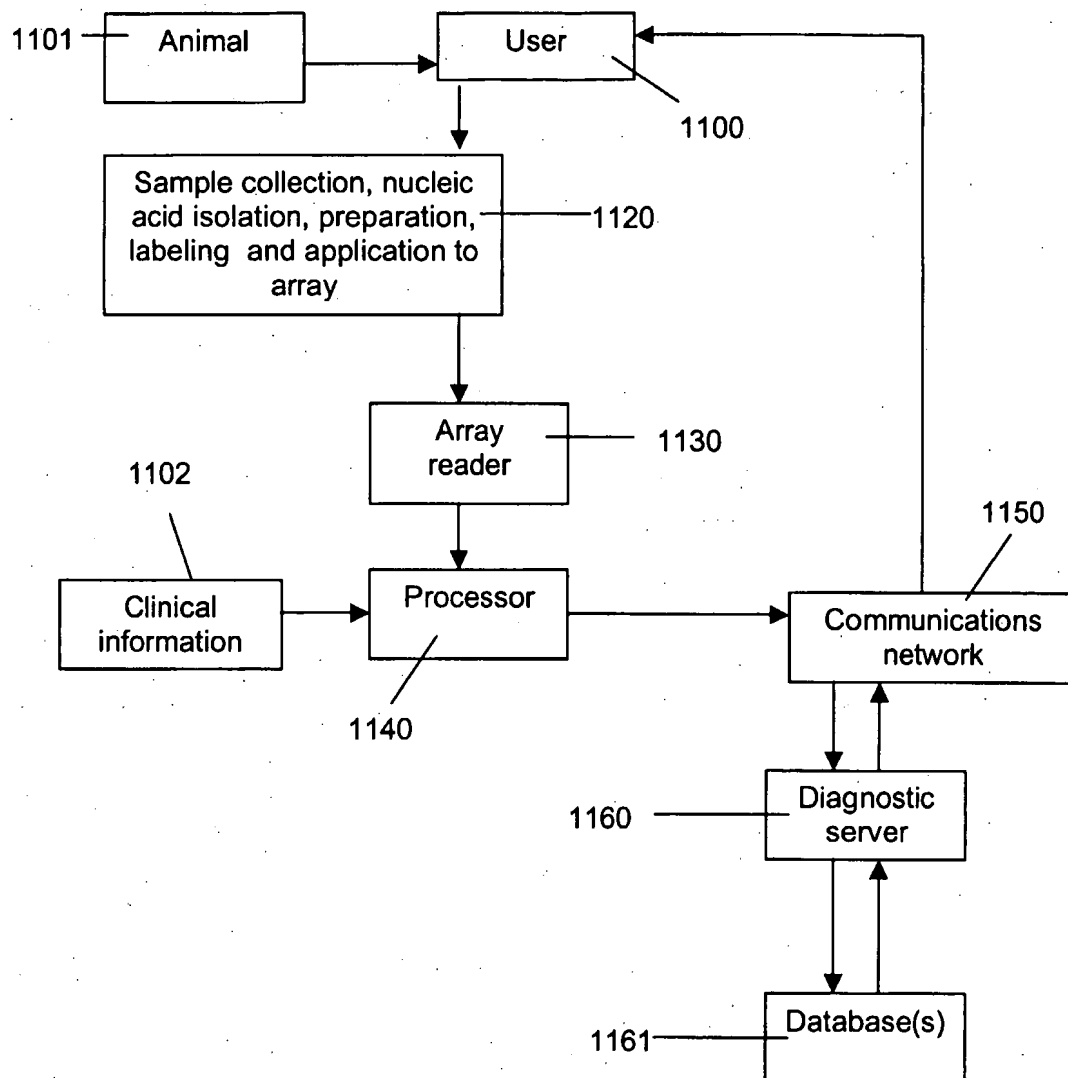 1101
Animal
User
1100
Sample collection, nucleic
acid isolation, preparation,
labeling and application to
array
1120
Array
reader
1130
1102
Clinical
information
Processor
1140
1150
Communications
network
1160
Diagnostic
server
1161
Database(s)